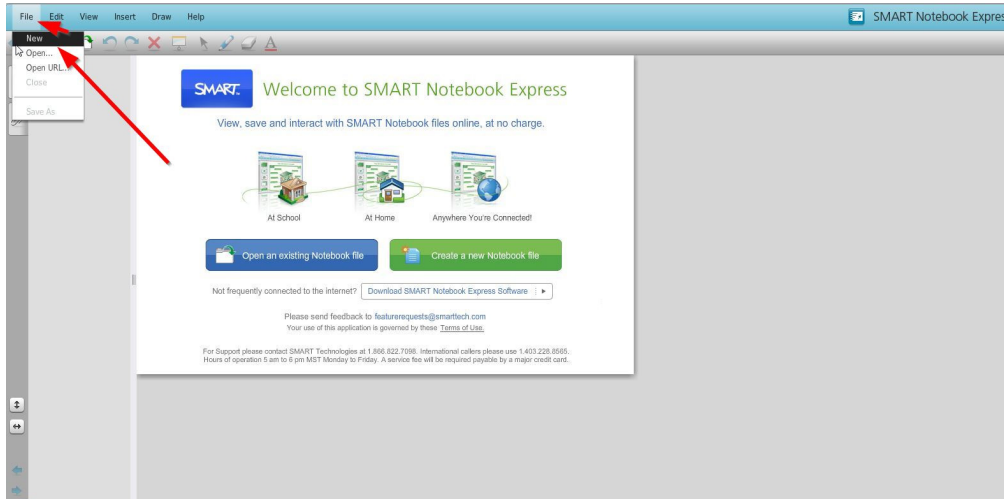 File Edit View Insert Draw Help
SMART Notebook Expres
New
Open...
Open URL...
Close
Save As
SMART Welcome to SMART Notebook Express
View, save and interact with SMART Notebook files online, at no charge.
At School At Home Anywhere You're Connected!
Open an existing Notebook file Create a new Notebook file
Not frequently connected to the internet? Download SMART Notebook Express Software
Please send feedback to featurerequests@smarttech.com
Your use of this application is governed by these Terms of Use.
For Support please contact SMART Technologies at 1.866.822.7098. International callers please use 1.403.228.8565.
Hours of operation 5 am to 6 pm MST Monday to Friday. A service fee will be required payable by a major credit card.